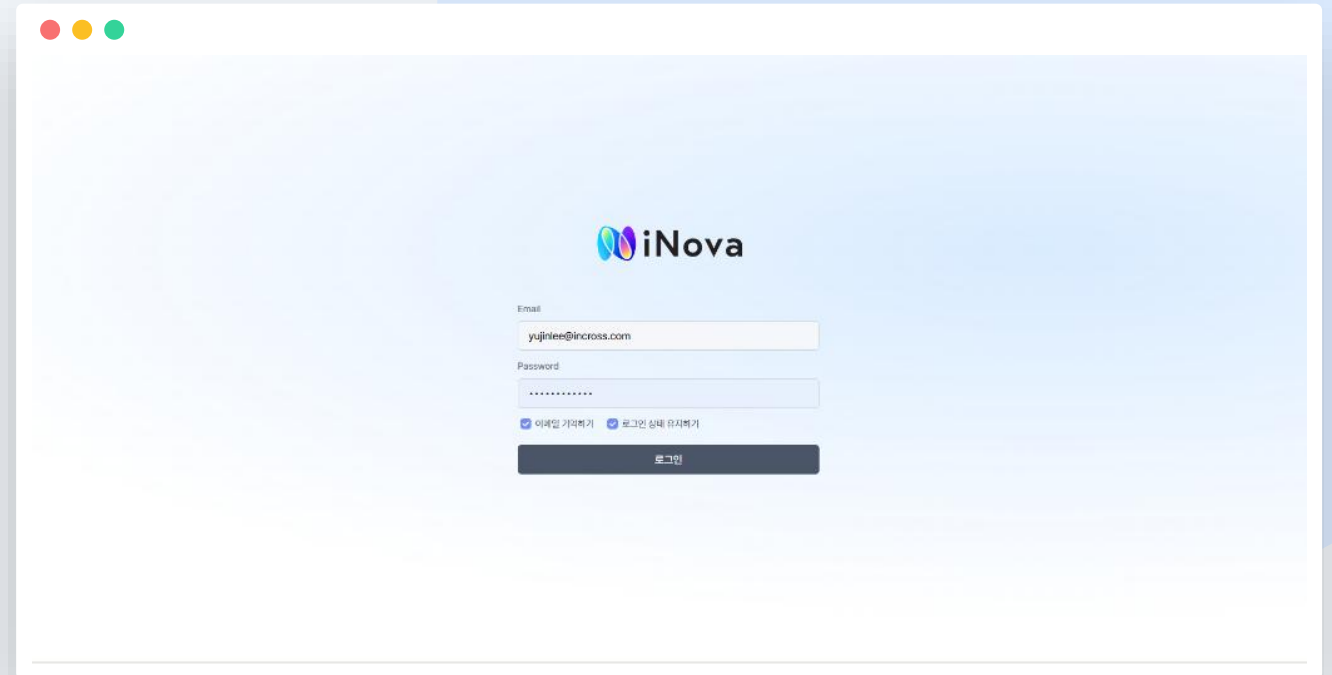 iNova
Email
yujinlee@incross.com
Password
이메일 기억하기 로그인 상태 유지하기
로그인